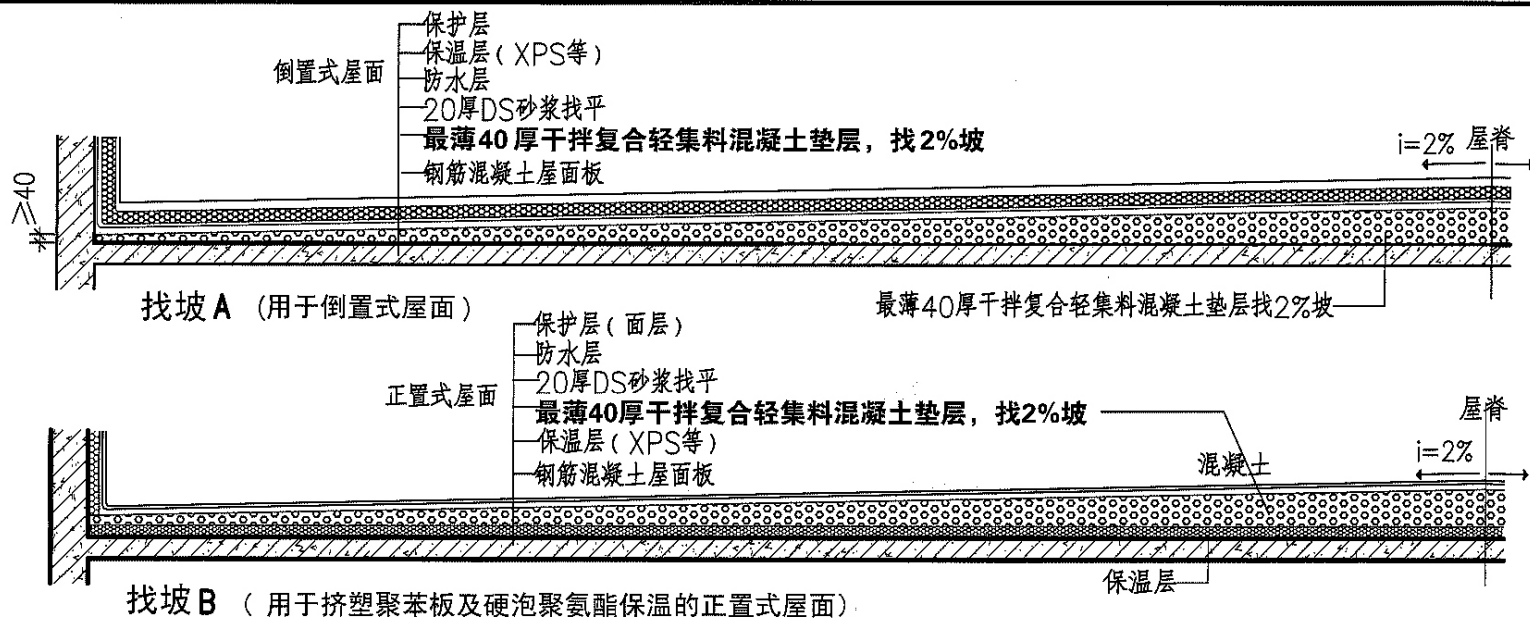 保护层
保温层(XPS等)
倒置式屋面
防水层
20厚DS砂浆找平
最薄40厚干拌复合轻集料混凝土垫层，找2%坡
钢筋混凝土屋面板
i=2% 屋脊
≥40
找坡A (用于倒置式屋面)
最薄40厚干拌复合轻集料混凝土垫层找2%坡
保护层(面层)
防水层
20厚DS砂浆找平
正置式屋面
最薄40厚干拌复合轻集料混凝土垫层，找2%坡
屋脊
保温层(XPS等)
i=2%
混凝土
钢筋混凝土屋面板
保温层
找坡B (用于挤塑聚苯板及硬泡聚氨酯保温的正置式屋面)